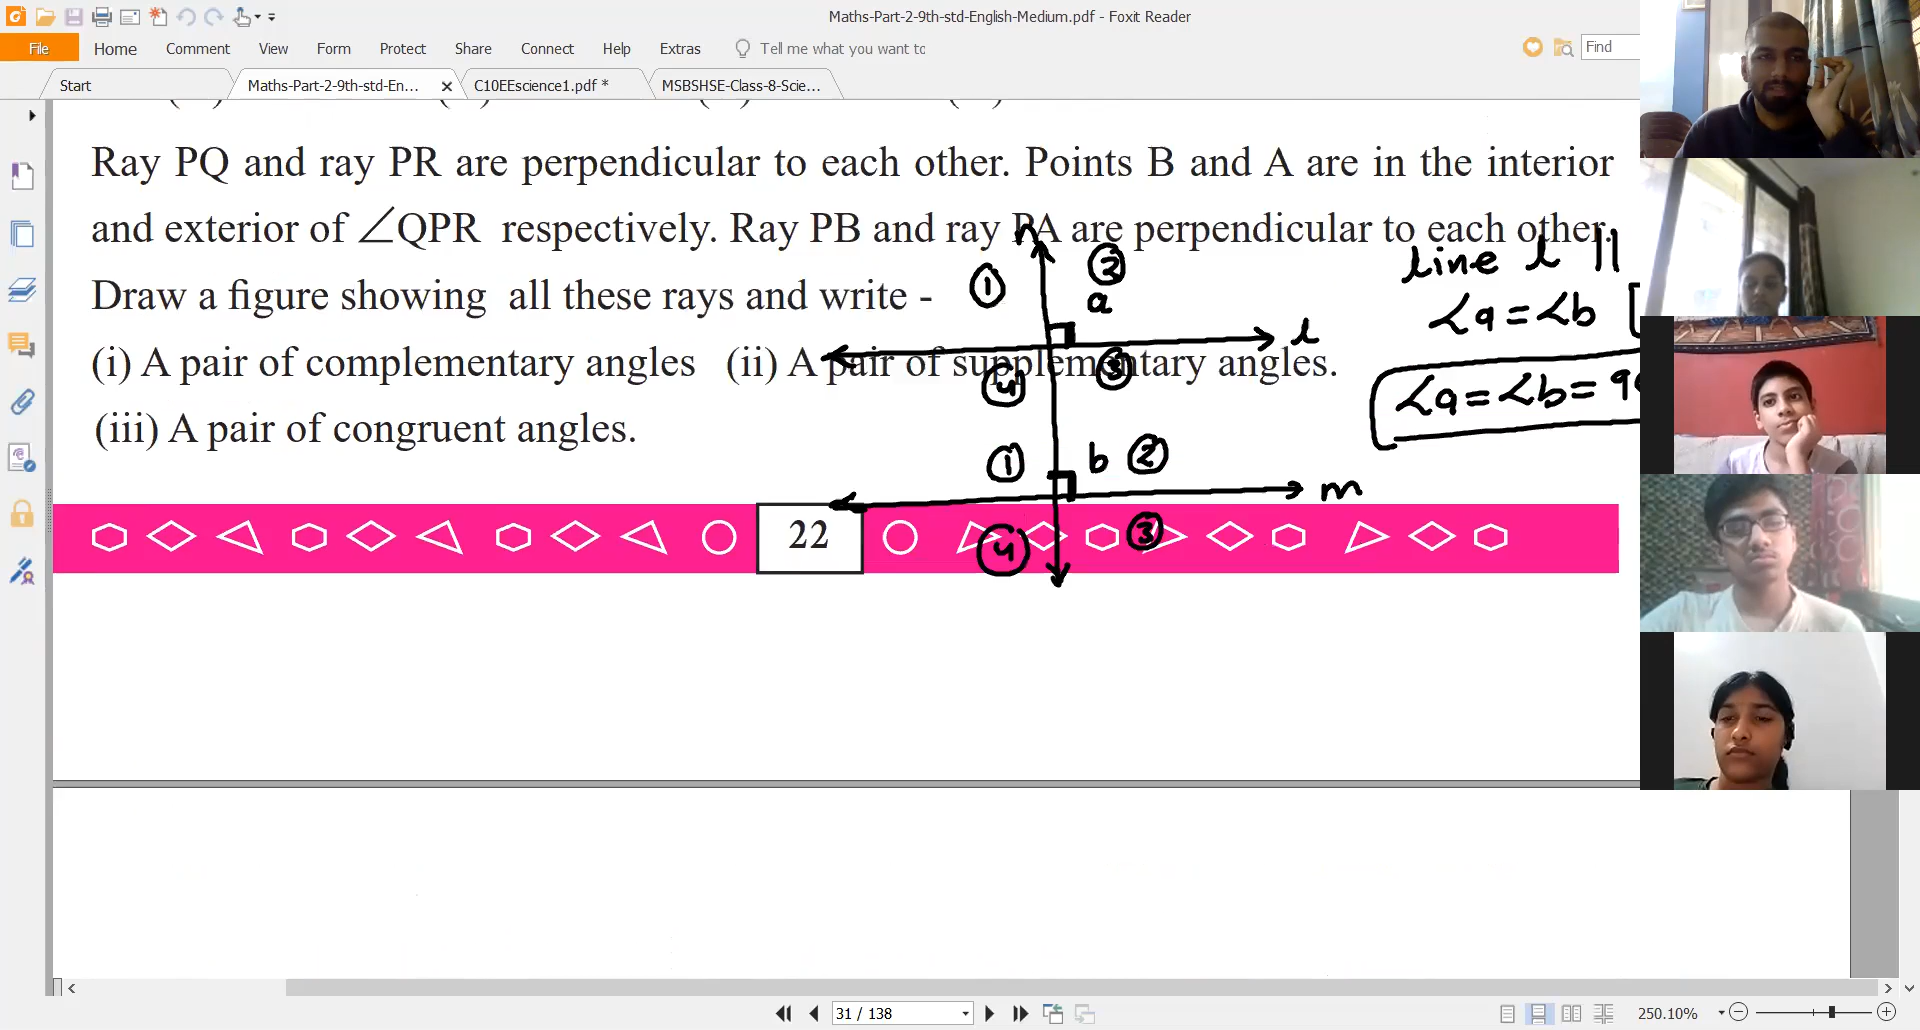 Maths-Part-2-9th-std-English-Medium.pdf - Foxit Reader
File Home Comment View Form Protect Share Connect Help Extras Tell me what you want to Find
Start Maths-Part-2-9th-std-En... C10EEscience1.pdf * MSBSHSE-Class-8-Scie...
Ray PQ and ray PR are perpendicular to each other. Points B and A are in the interior
and exterior of ∠QPR respectively. Ray PB and ray PA are perpendicular to each other.
Draw a figure showing all these rays and write -
(i) A pair of complementary angles (ii) A pair of supplementary angles.
(iii) A pair of congruent angles.
n
1 2
a
l
4 3
1 b 2
m
4 3
line l ||
∠a = ∠b [
∠a = ∠b = 9
22
31 / 138
250.10%